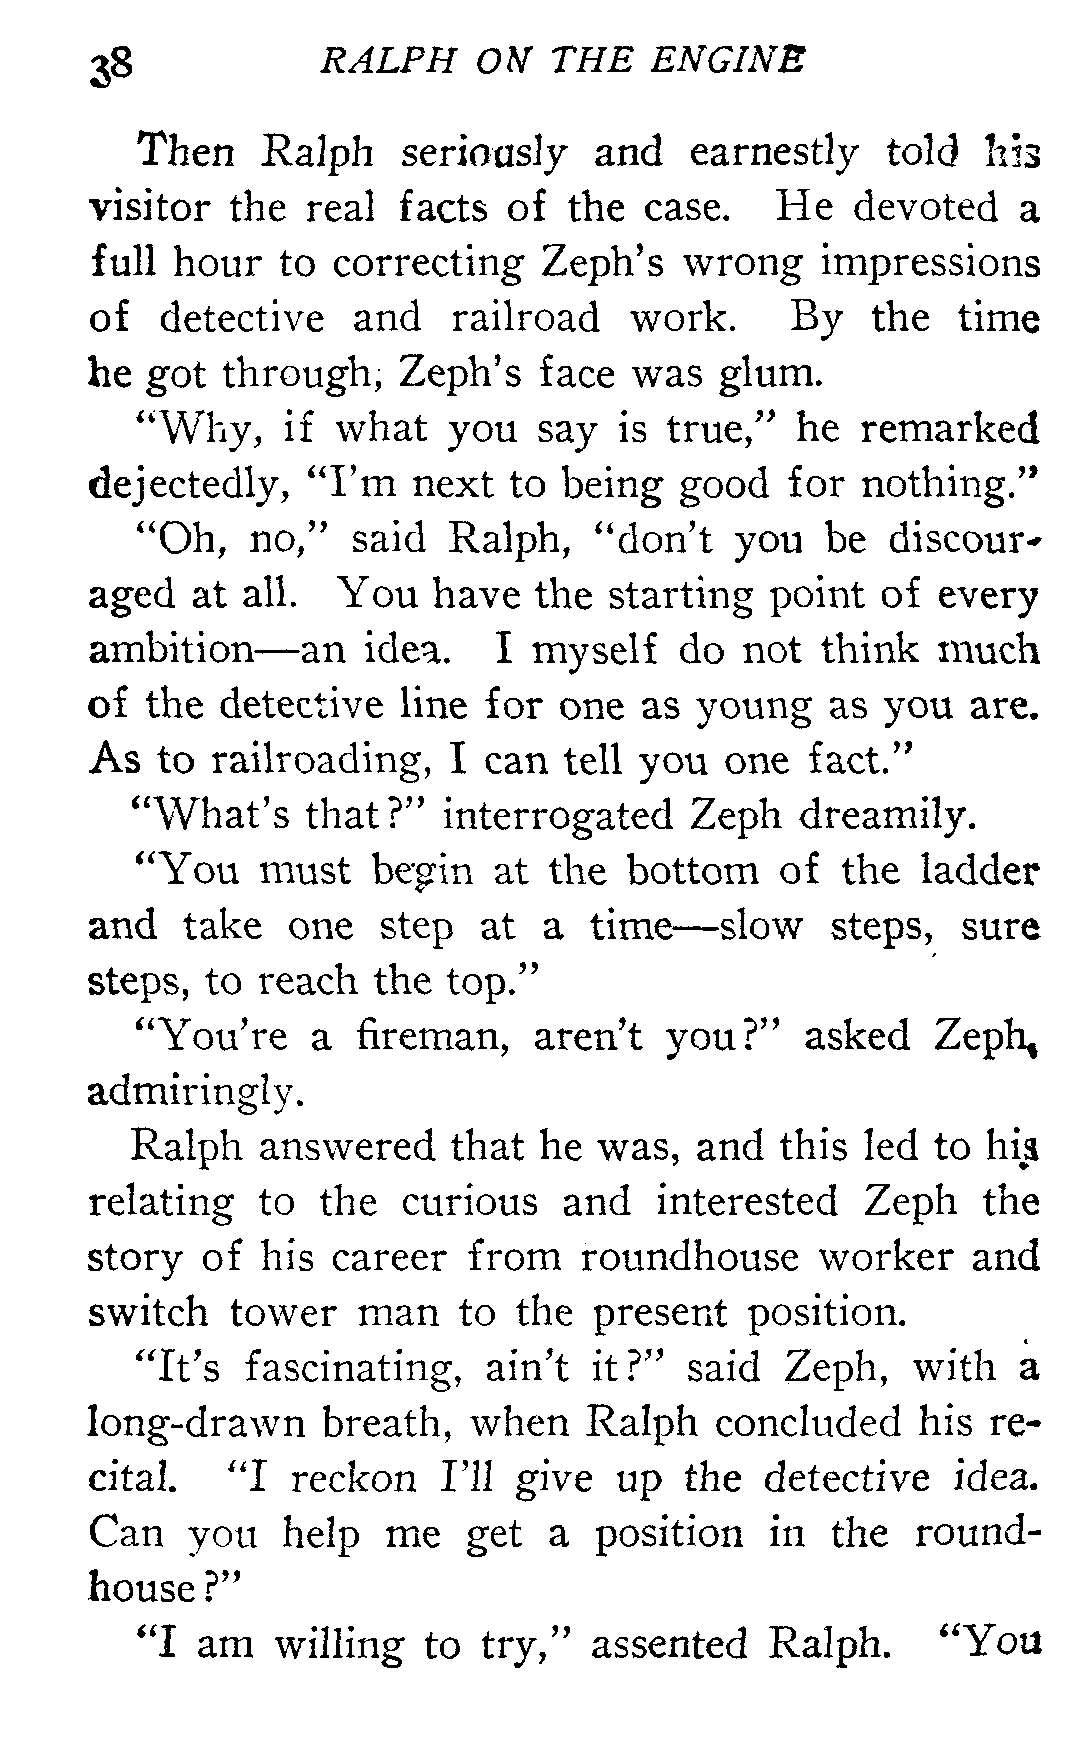 38 RALPH ON THE ENGINE
Then Ralph seriously and earnestly told his
visitor the real facts of the case. He devoted a
full hour to correcting Zeph's wrong impressions
of detective and railroad work. By the time
he got through, Zeph's face was glum.
“Why, if what you say is true,” he remarked
dejectedly, “I'm next to being good for nothing.”
“Oh, no,” said Ralph, “don't you be discour-
aged at all. You have the starting point of every
ambition—an idea. I myself do not think much
of the detective line for one as young as you are.
As to railroading, I can tell you one fact.”
“What's that?” interrogated Zeph dreamily.
“You must begin at the bottom of the ladder
and take one step at a time—slow steps, sure
steps, to reach the top.”
“You're a fireman, aren't you?” asked Zeph,
admiringly.
Ralph answered that he was, and this led to his
relating to the curious and interested Zeph the
story of his career from roundhouse worker and
switch tower man to the present position.
“It's fascinating, ain't it?” said Zeph, with a
long-drawn breath, when Ralph concluded his re-
cital. “I reckon I'll give up the detective idea.
Can you help me get a position in the round-
house?”
“I am willing to try,” assented Ralph. “You